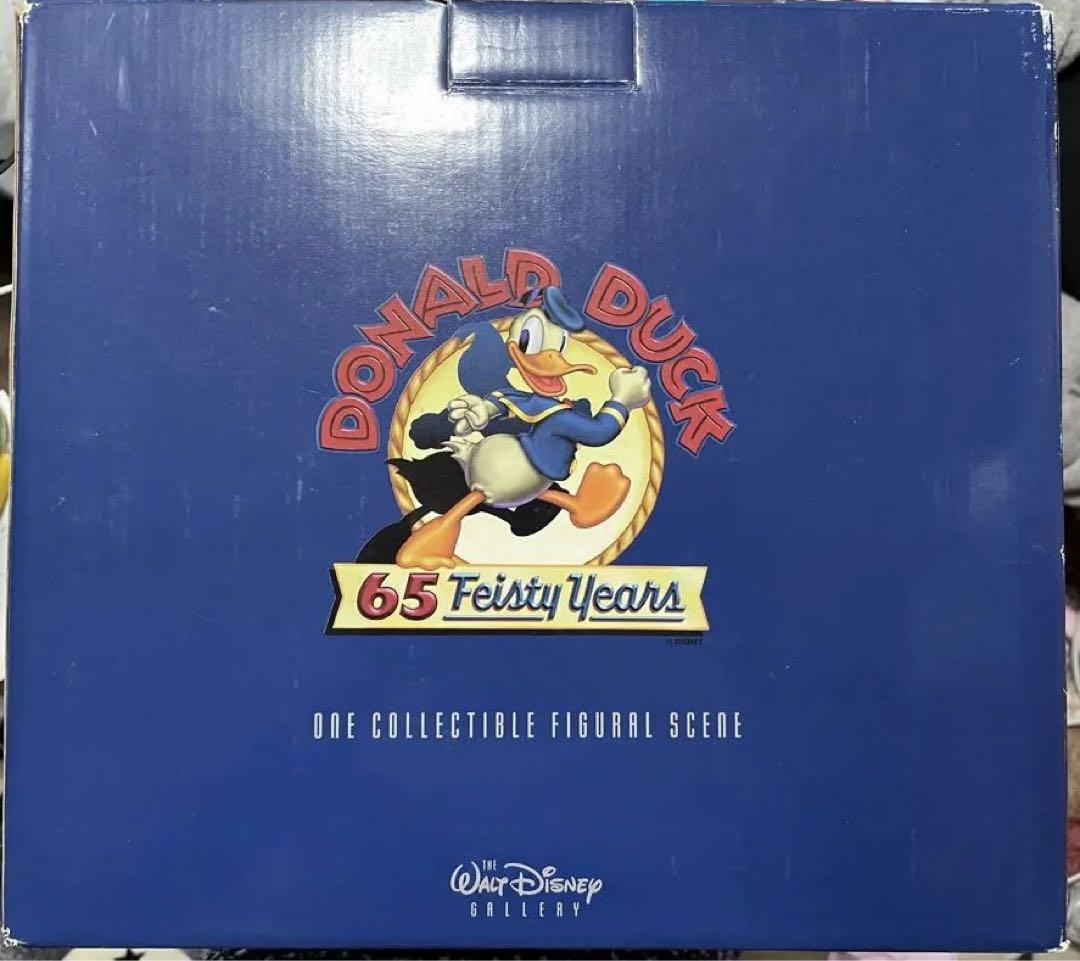 DONALD DUCK
65 Feisty Years
© DISNEY
ONE COLLECTIBLE FIGURAL SCENE
THE
WALT DISNEY
GALLERY